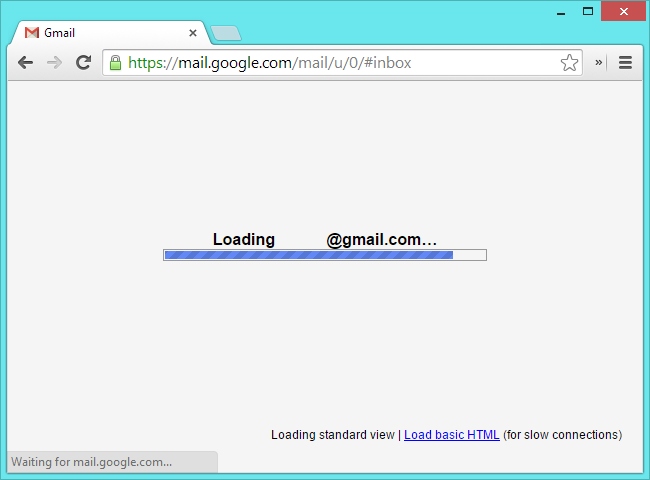 Gmail
https://mail.google.com/mail/u/0/#inbox
Loading @gmail.com…
Loading standard view | Load basic HTML (for slow connections)
Waiting for mail.google.com...